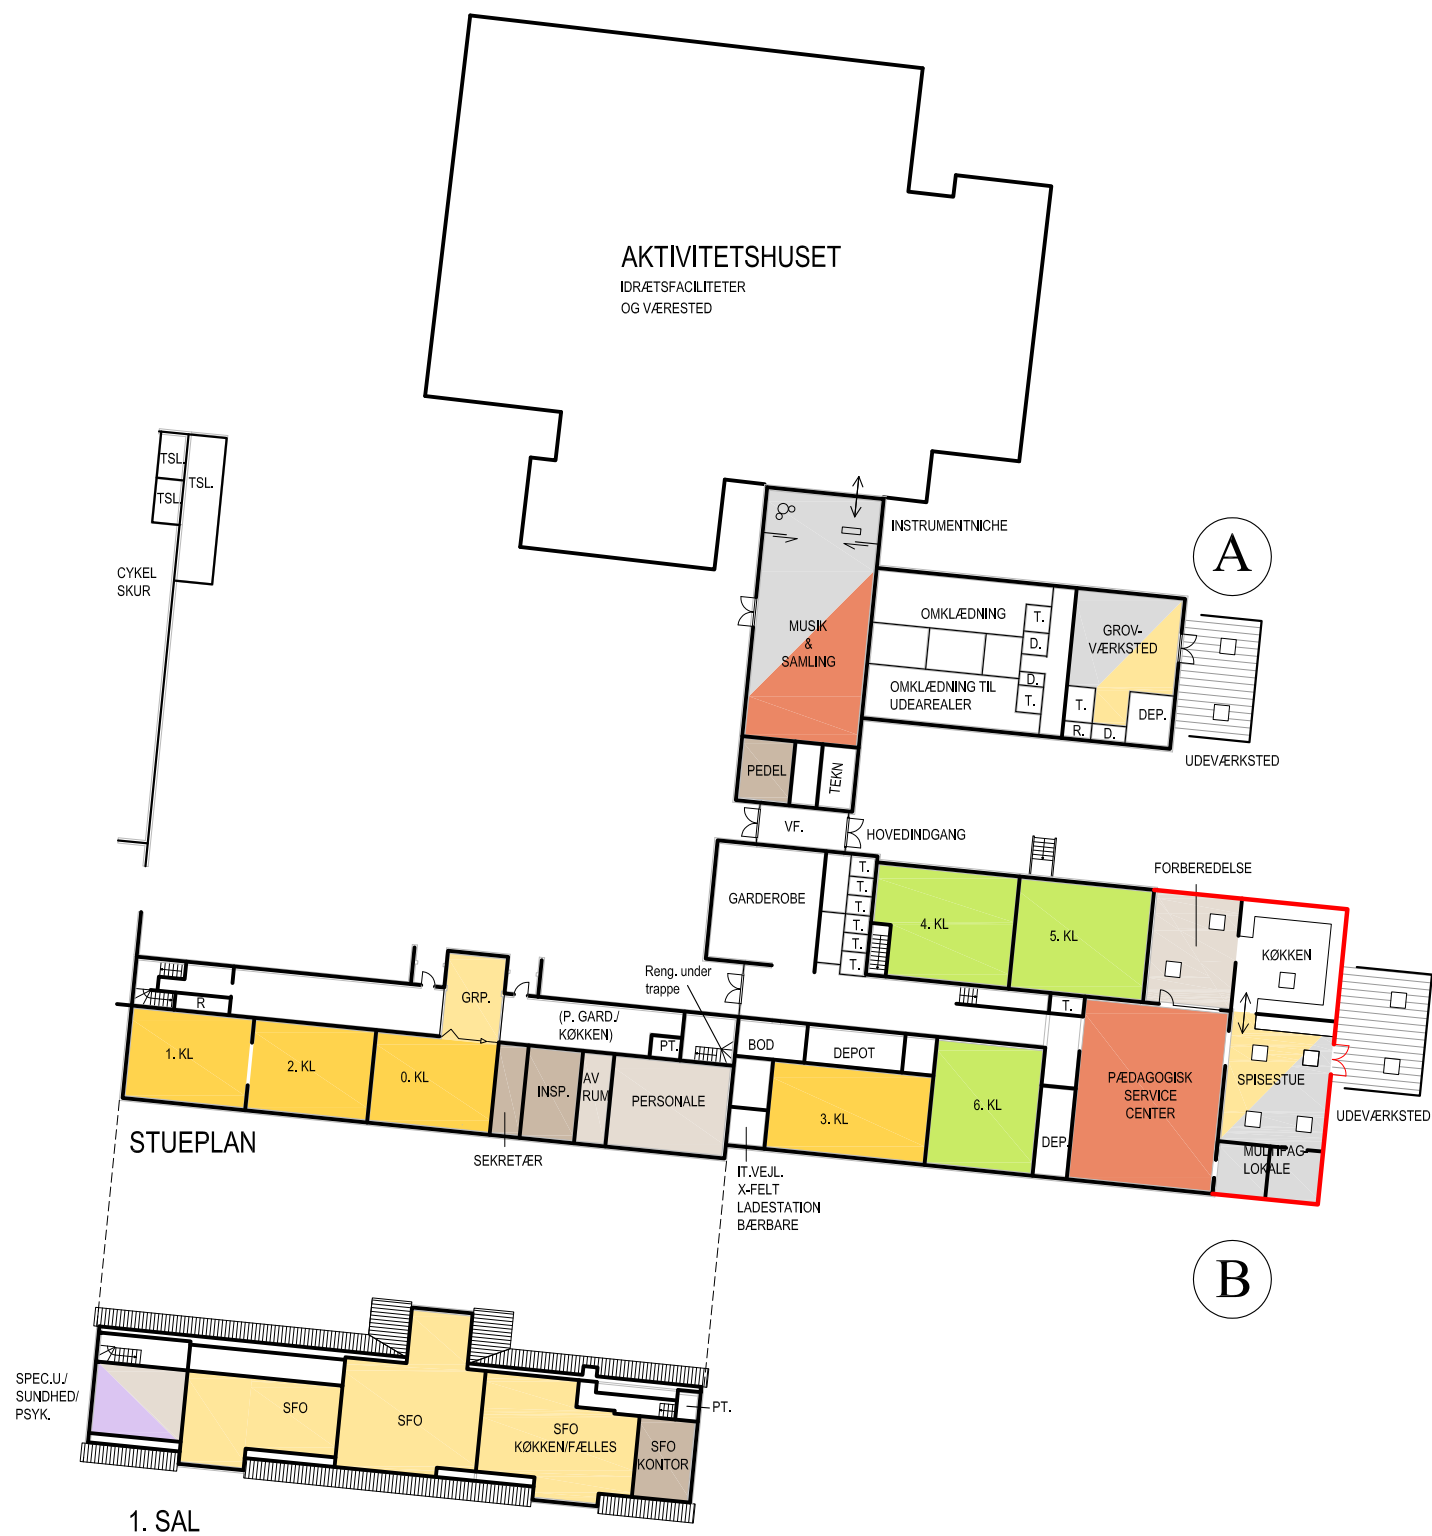 AKTIVITETSHUSET
IDRÆTSFACILITETER
OG VÆRESTED
TSL.
TSL.
TSL.
CYKEL
SKUR
INSTRUMENTNICHE
A
MUSIK
&
SAMLING
OMKLÆDNING
T.
D.
D.
T.
OMKLÆDNING TIL
UDEAREALER
GROV-
VÆRKSTED
T.
R.
D.
DEP.
UDEVÆRKSTED
PEDEL
TEKN
VF.
HOVEDINDGANG
GARDEROBE
T.
T.
T.
T.
T.
T.
4. KL
5. KL
FORBEREDELSE
KØKKEN
Reng. under
trappe
R
GRP.
(P. GARD./
KØKKEN)
PT.
T.
1. KL
2. KL
0. KL
INSP.
AV
RUM
PERSONALE
BOD
DEPOT
3. KL
6. KL
DEP.
PÆDAGOGISK
SERVICE
CENTER
SPISESTUE
MULTIPAG-
LOKALE
UDEVÆRKSTED
STUEPLAN
SEKRETÆR
IT.VEJL.
X-FELT
LADESTATION
BÆRBARE
B
SPEC.U./
SUNDHED/
PSYK.
SFO
SFO
SFO
KØKKEN/FÆLLES
SFO
KONTOR
PT.
1. SAL